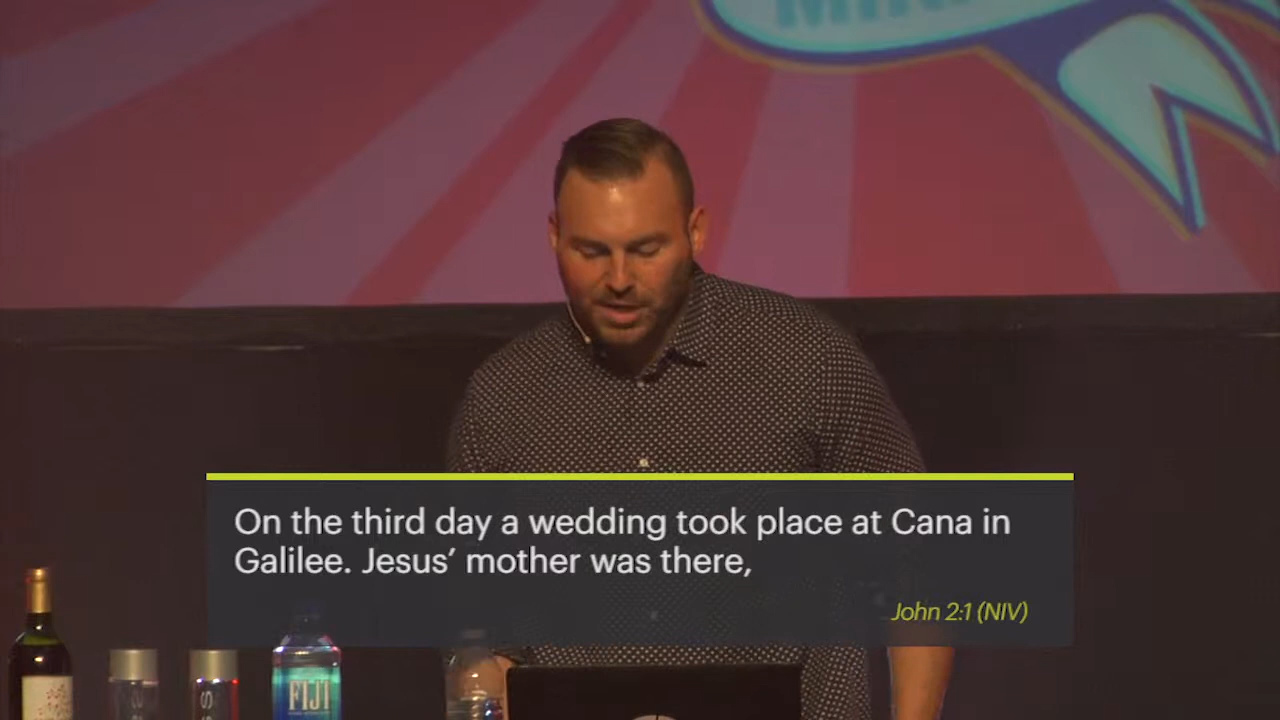 On the third day a wedding took place at Cana in
Galilee. Jesus’ mother was there,
John 2:1 (NIV)
FIJI